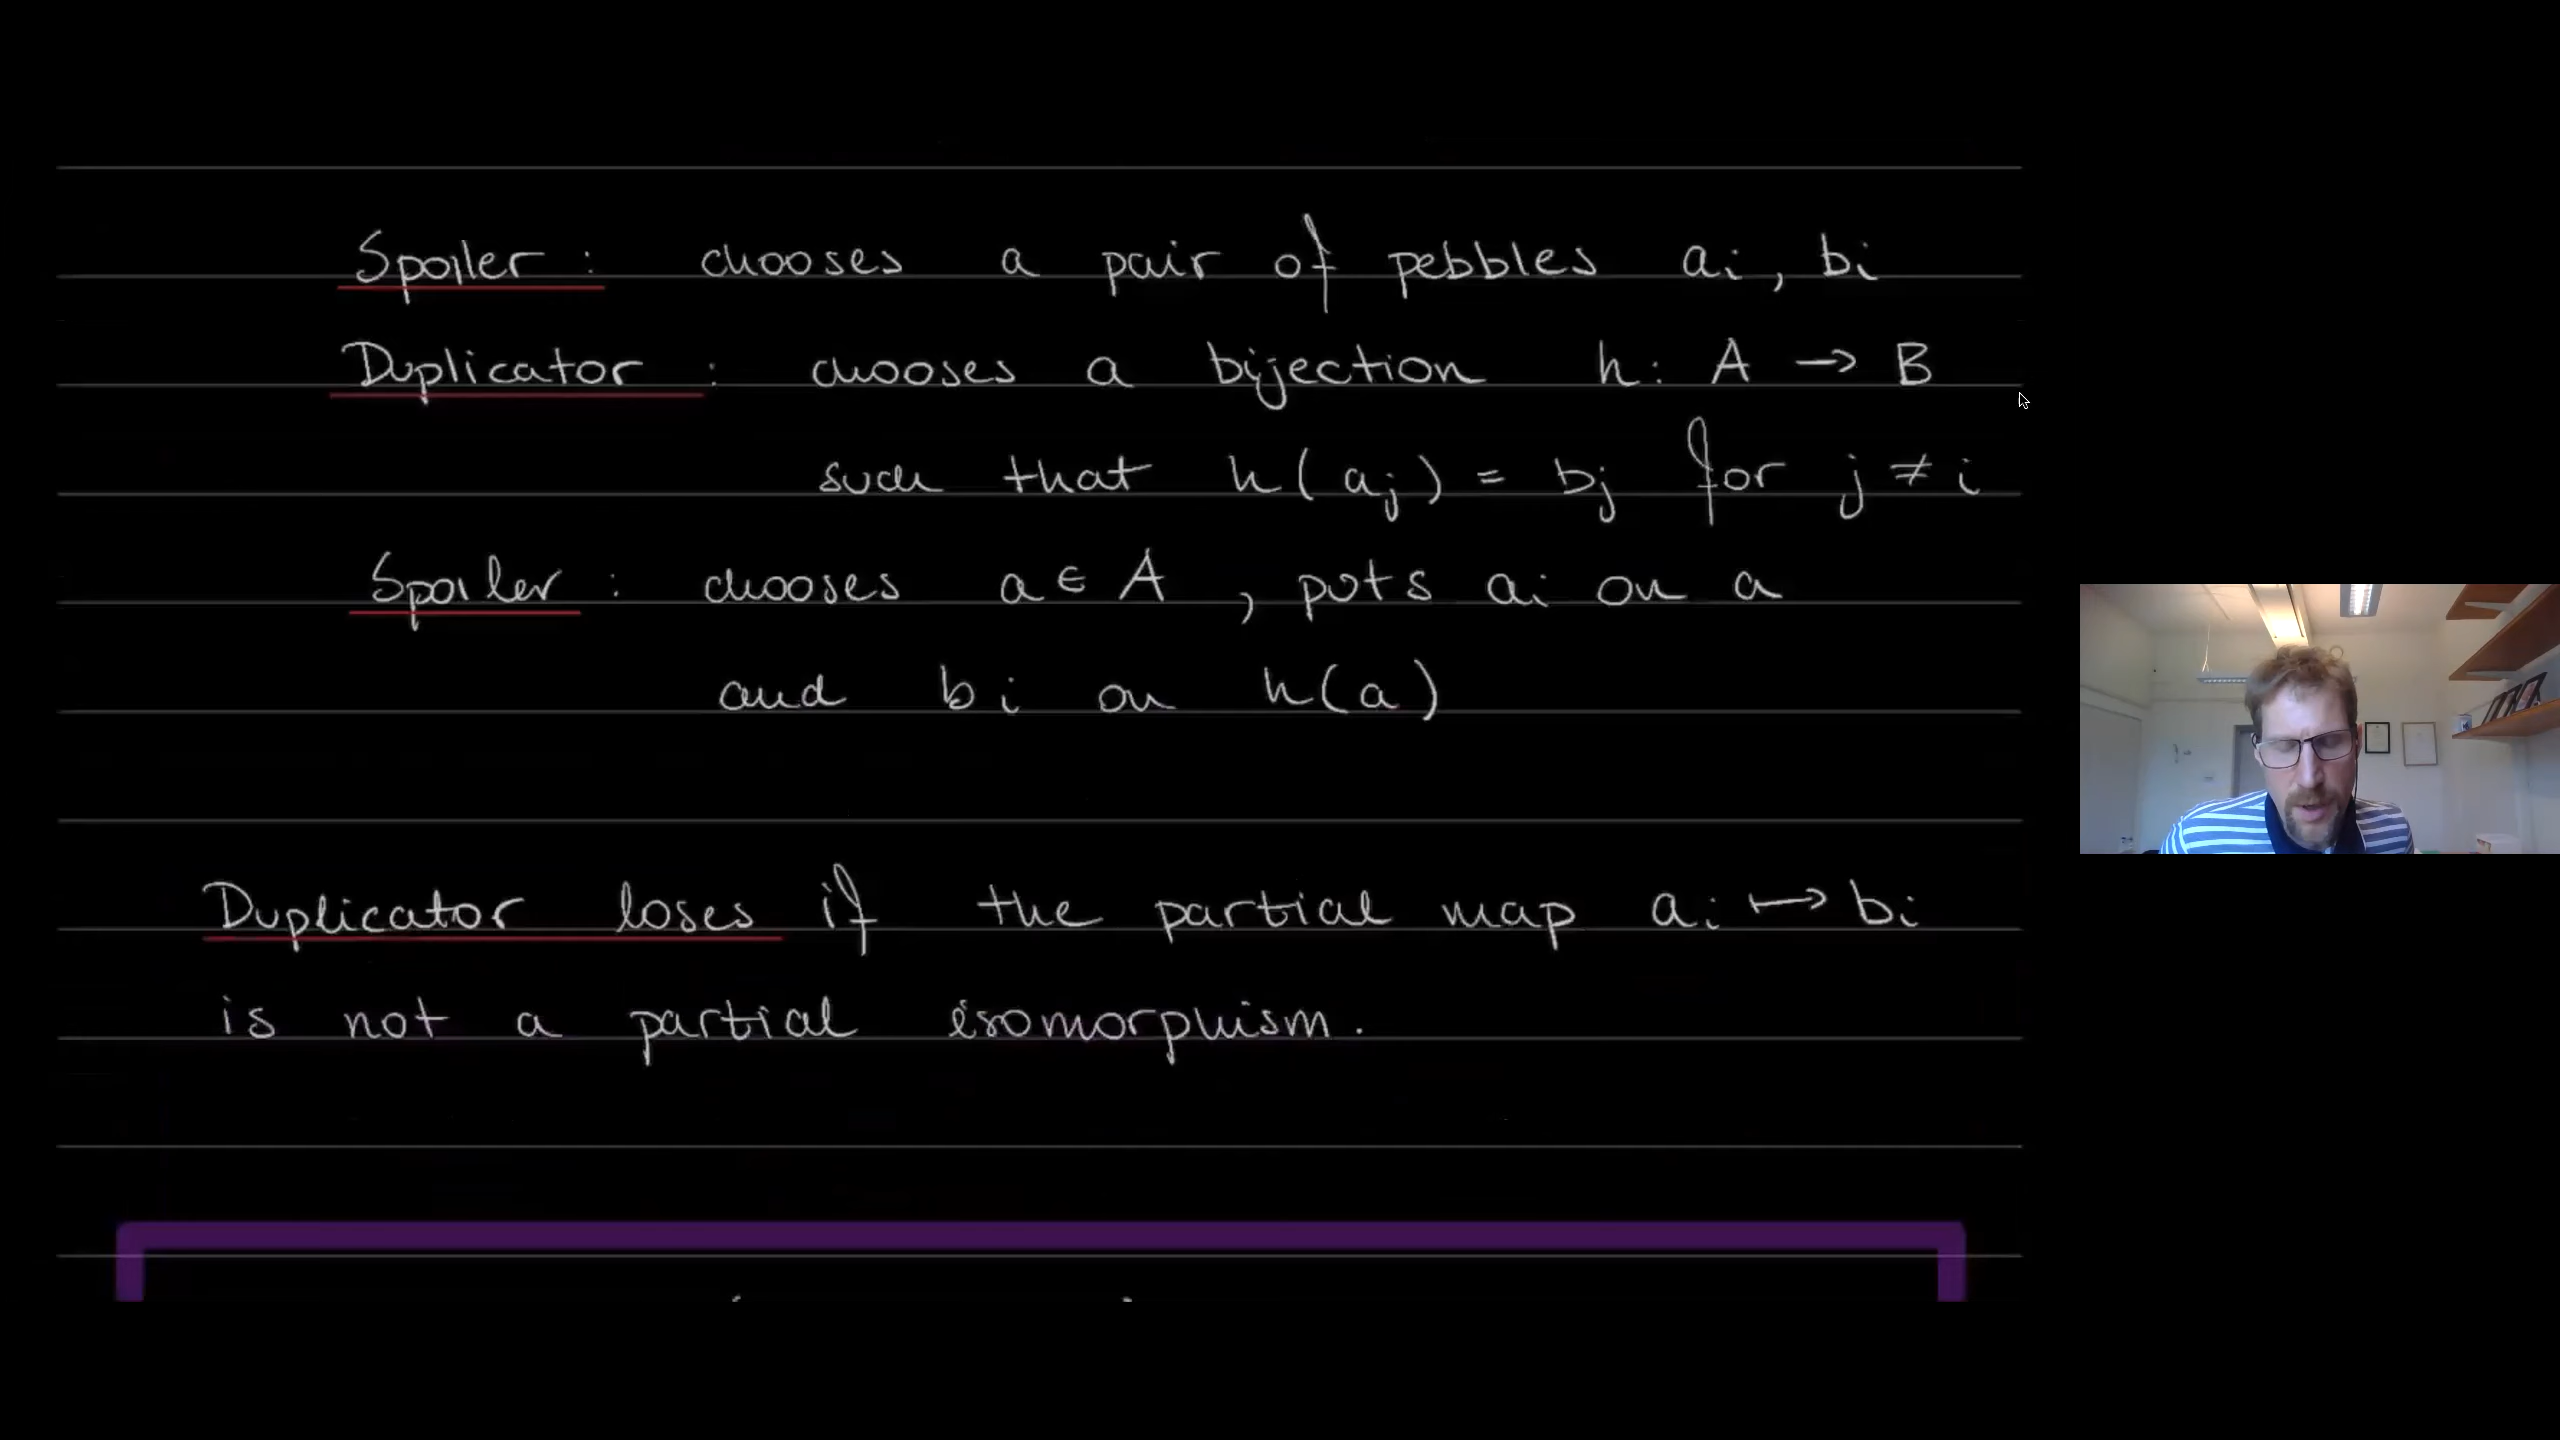 Spoiler : chooses a pair of pebbles ai, bi
Duplicator : chooses a bijection h: A → B
such that h(aj) = bj for j ≠ i
Spoiler : chooses a ∈ A, puts ai on a
and bi on h(a)
Duplicator loses if the partial map ai ↦ bi
is not a partial isomorphism.